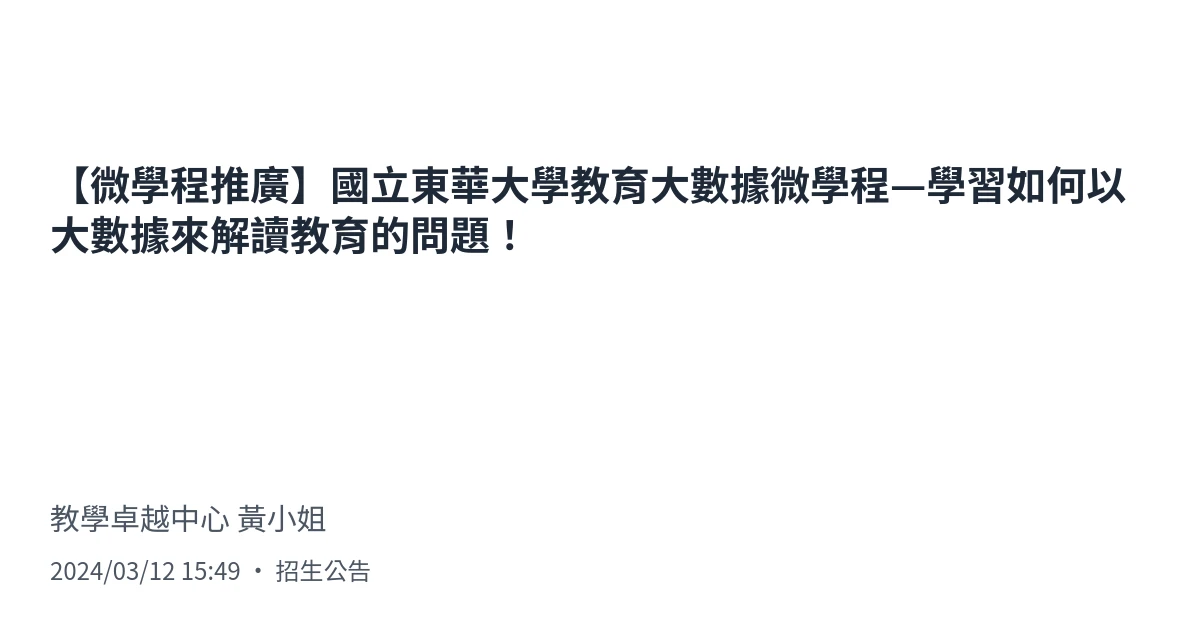 【微學程推廣】國立東華大學教育大數據微學程—學習如何以
大數據來解讀教育的問題！
教學卓越中心 黃小姐
2024/03/12 15:49 ・ 招生公告